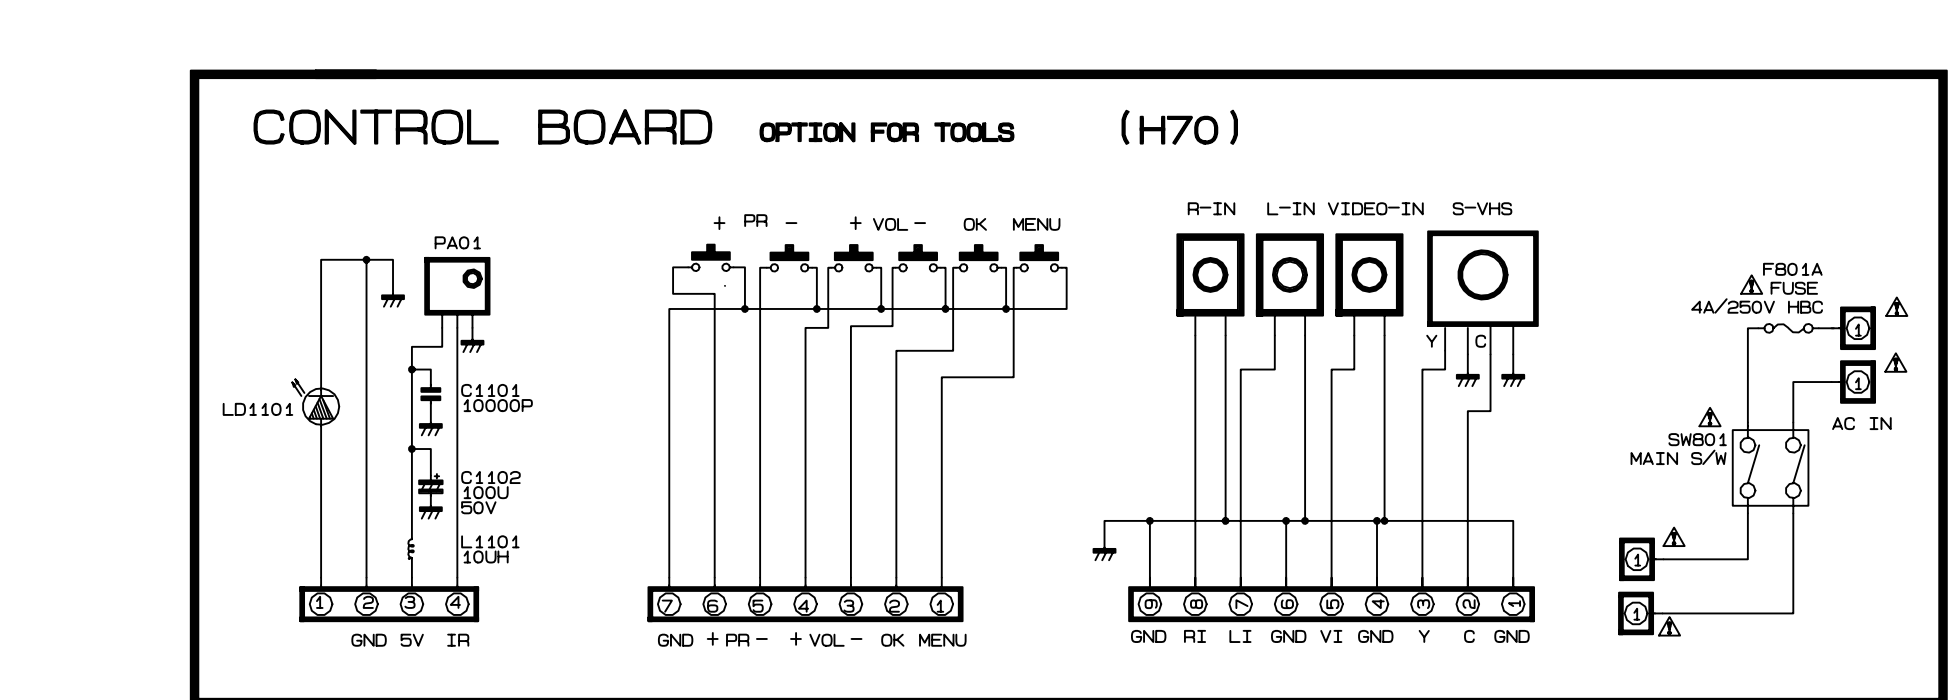 CONTROL BOARD OPTION FOR TOOLS (H70)
PA01
LD1101
C1101
10000P
+
C1102
100U
50V
L1101
10UH
1 2 3 4
GND 5V IR
+ PR - + VOL - OK MENU
7 6 5 4 3 2 1
GND + PR - + VOL - OK MENU
R-IN L-IN VIDEO-IN S-VHS
Y C
9 8 7 6 5 4 3 2 1
GND RI LI GND VI GND Y C GND
F801A
! FUSE
4A/250V HBC
1 !
1 !
AC IN
!
SW801
MAIN S/W
1 !
1 !